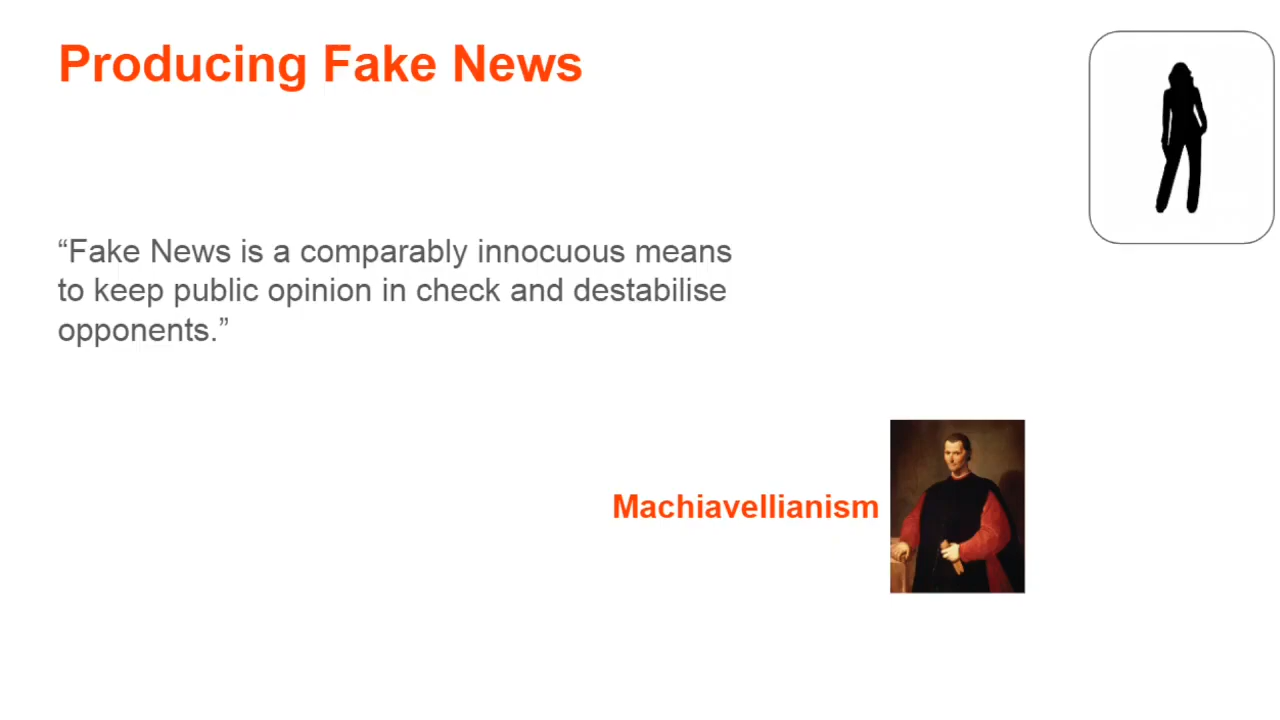 Producing Fake News
“Fake News is a comparably innocuous means
to keep public opinion in check and destabilise
opponents.”
Machiavellianism